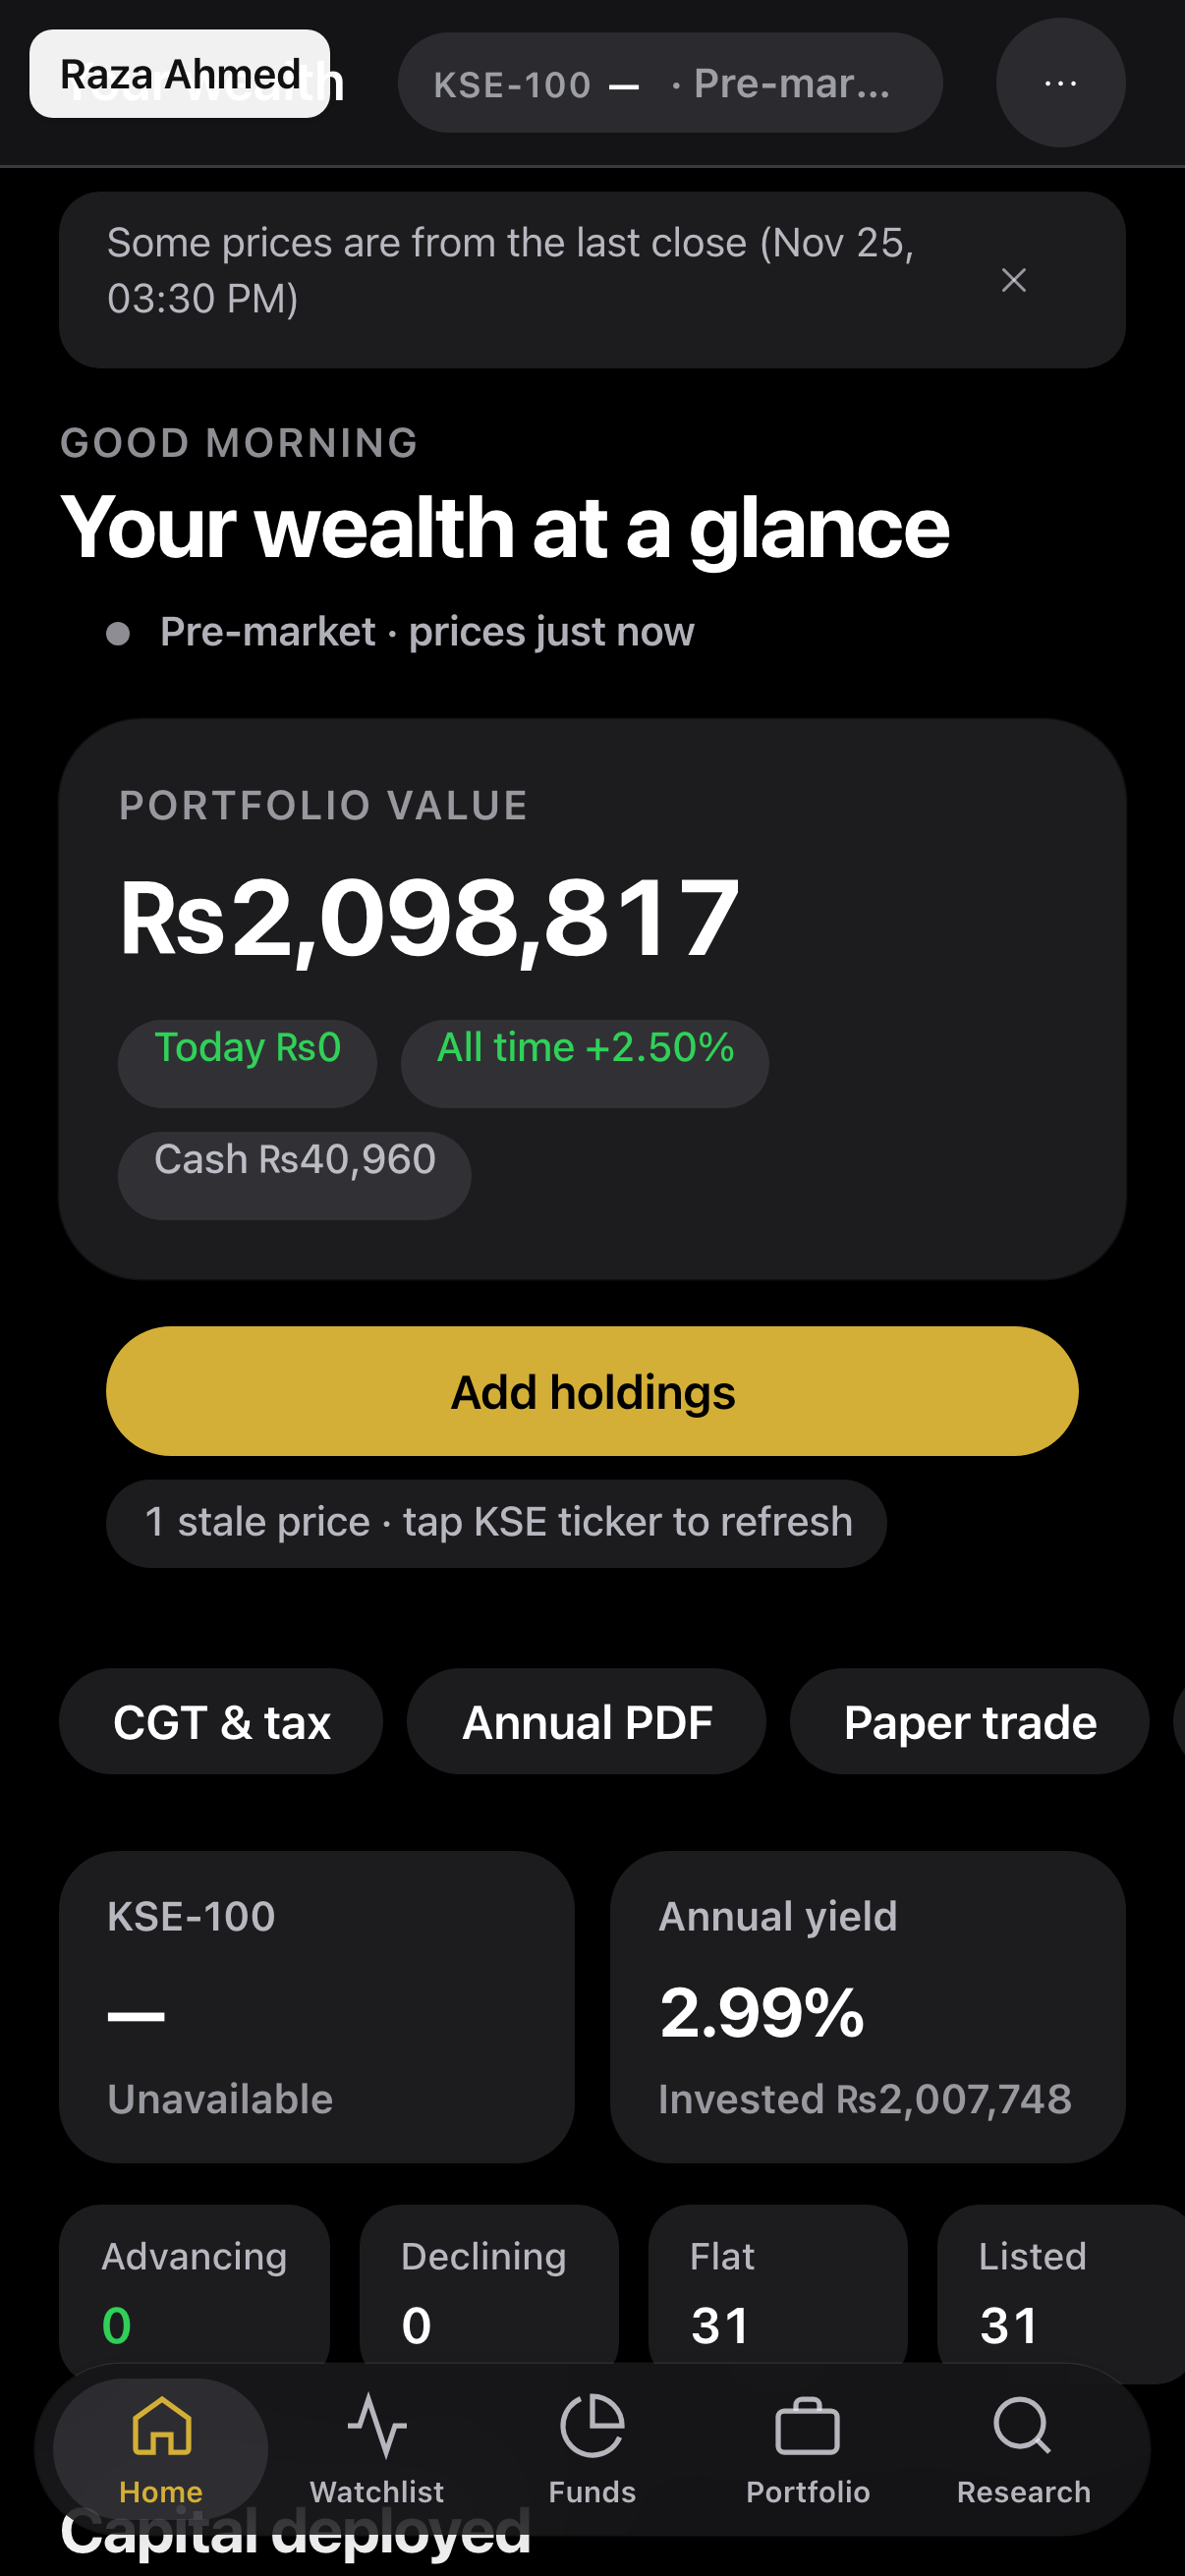 Raza Ahmed
Your wealth
KSE-100 — · Pre-mar...
Some prices are from the last close (Nov 25,
03:30 PM)
GOOD MORNING
Your wealth at a glance
Pre-market · prices just now
PORTFOLIO VALUE
₨2,098,817
Today ₨0
All time +2.50%
Cash ₨40,960
Add holdings
1 stale price · tap KSE ticker to refresh
CGT & tax
Annual PDF
Paper trade
KSE-100
—
Unavailable
Annual yield
2.99%
Invested ₨2,007,748
Advancing
0
Declining
0
Flat
31
Listed
31
Home
Watchlist
Funds
Portfolio
Research
Capital deployed